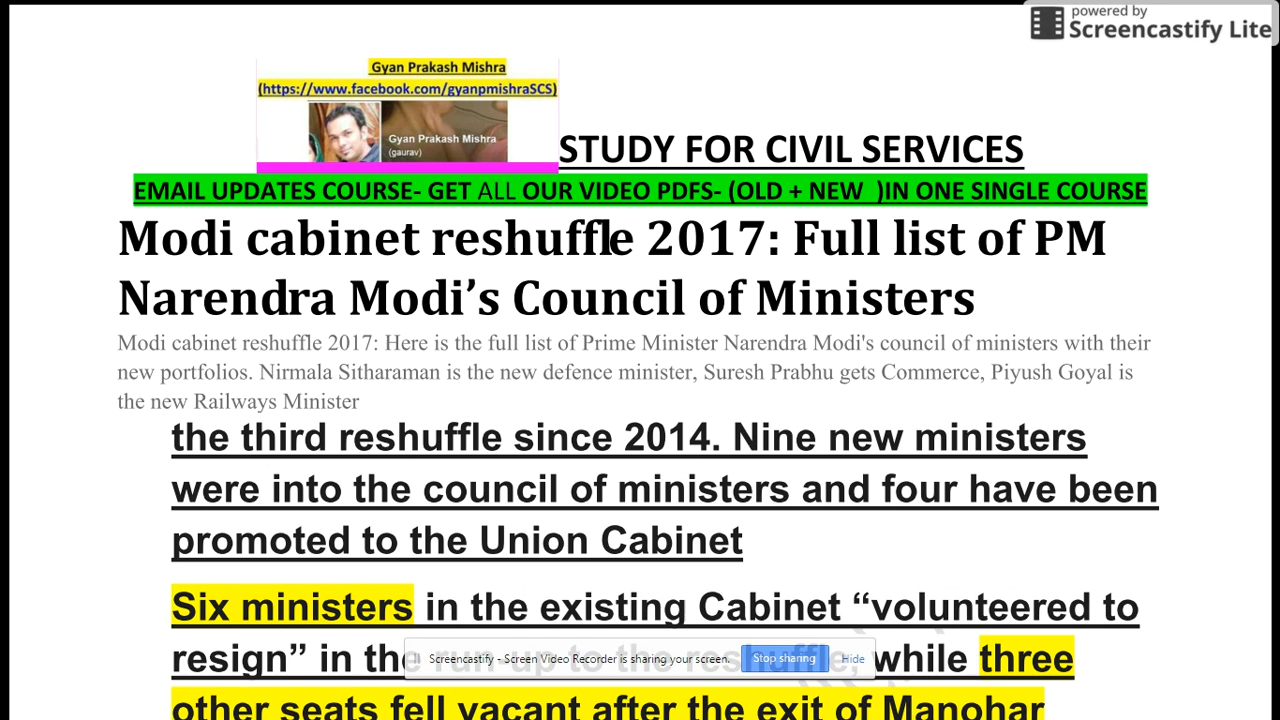 powered by
Screencastify Lite
Gyan Prakash Mishra
(https://www.facebook.com/gyanpmishraSCS)
Gyan Prakash Mishra
(gaurav)
STUDY FOR CIVIL SERVICES
EMAIL UPDATES COURSE- GET ALL OUR VIDEO PDFS- (OLD + NEW )IN ONE SINGLE COURSE
Modi cabinet reshuffle 2017: Full list of PM
Narendra Modi’s Council of Ministers
Modi cabinet reshuffle 2017: Here is the full list of Prime Minister Narendra Modi's council of ministers with their
new portfolios. Nirmala Sitharaman is the new defence minister, Suresh Prabhu gets Commerce, Piyush Goyal is
the new Railways Minister
the third reshuffle since 2014. Nine new ministers
were into the council of ministers and four have been
promoted to the Union Cabinet
Six ministers in the existing Cabinet “volunteered to
resign” in the run-up to the reshuffle, while three
Screencastify - Screen Video Recorder is sharing your screen. Stop sharing Hide
other seats fell vacant after the exit of Manohar